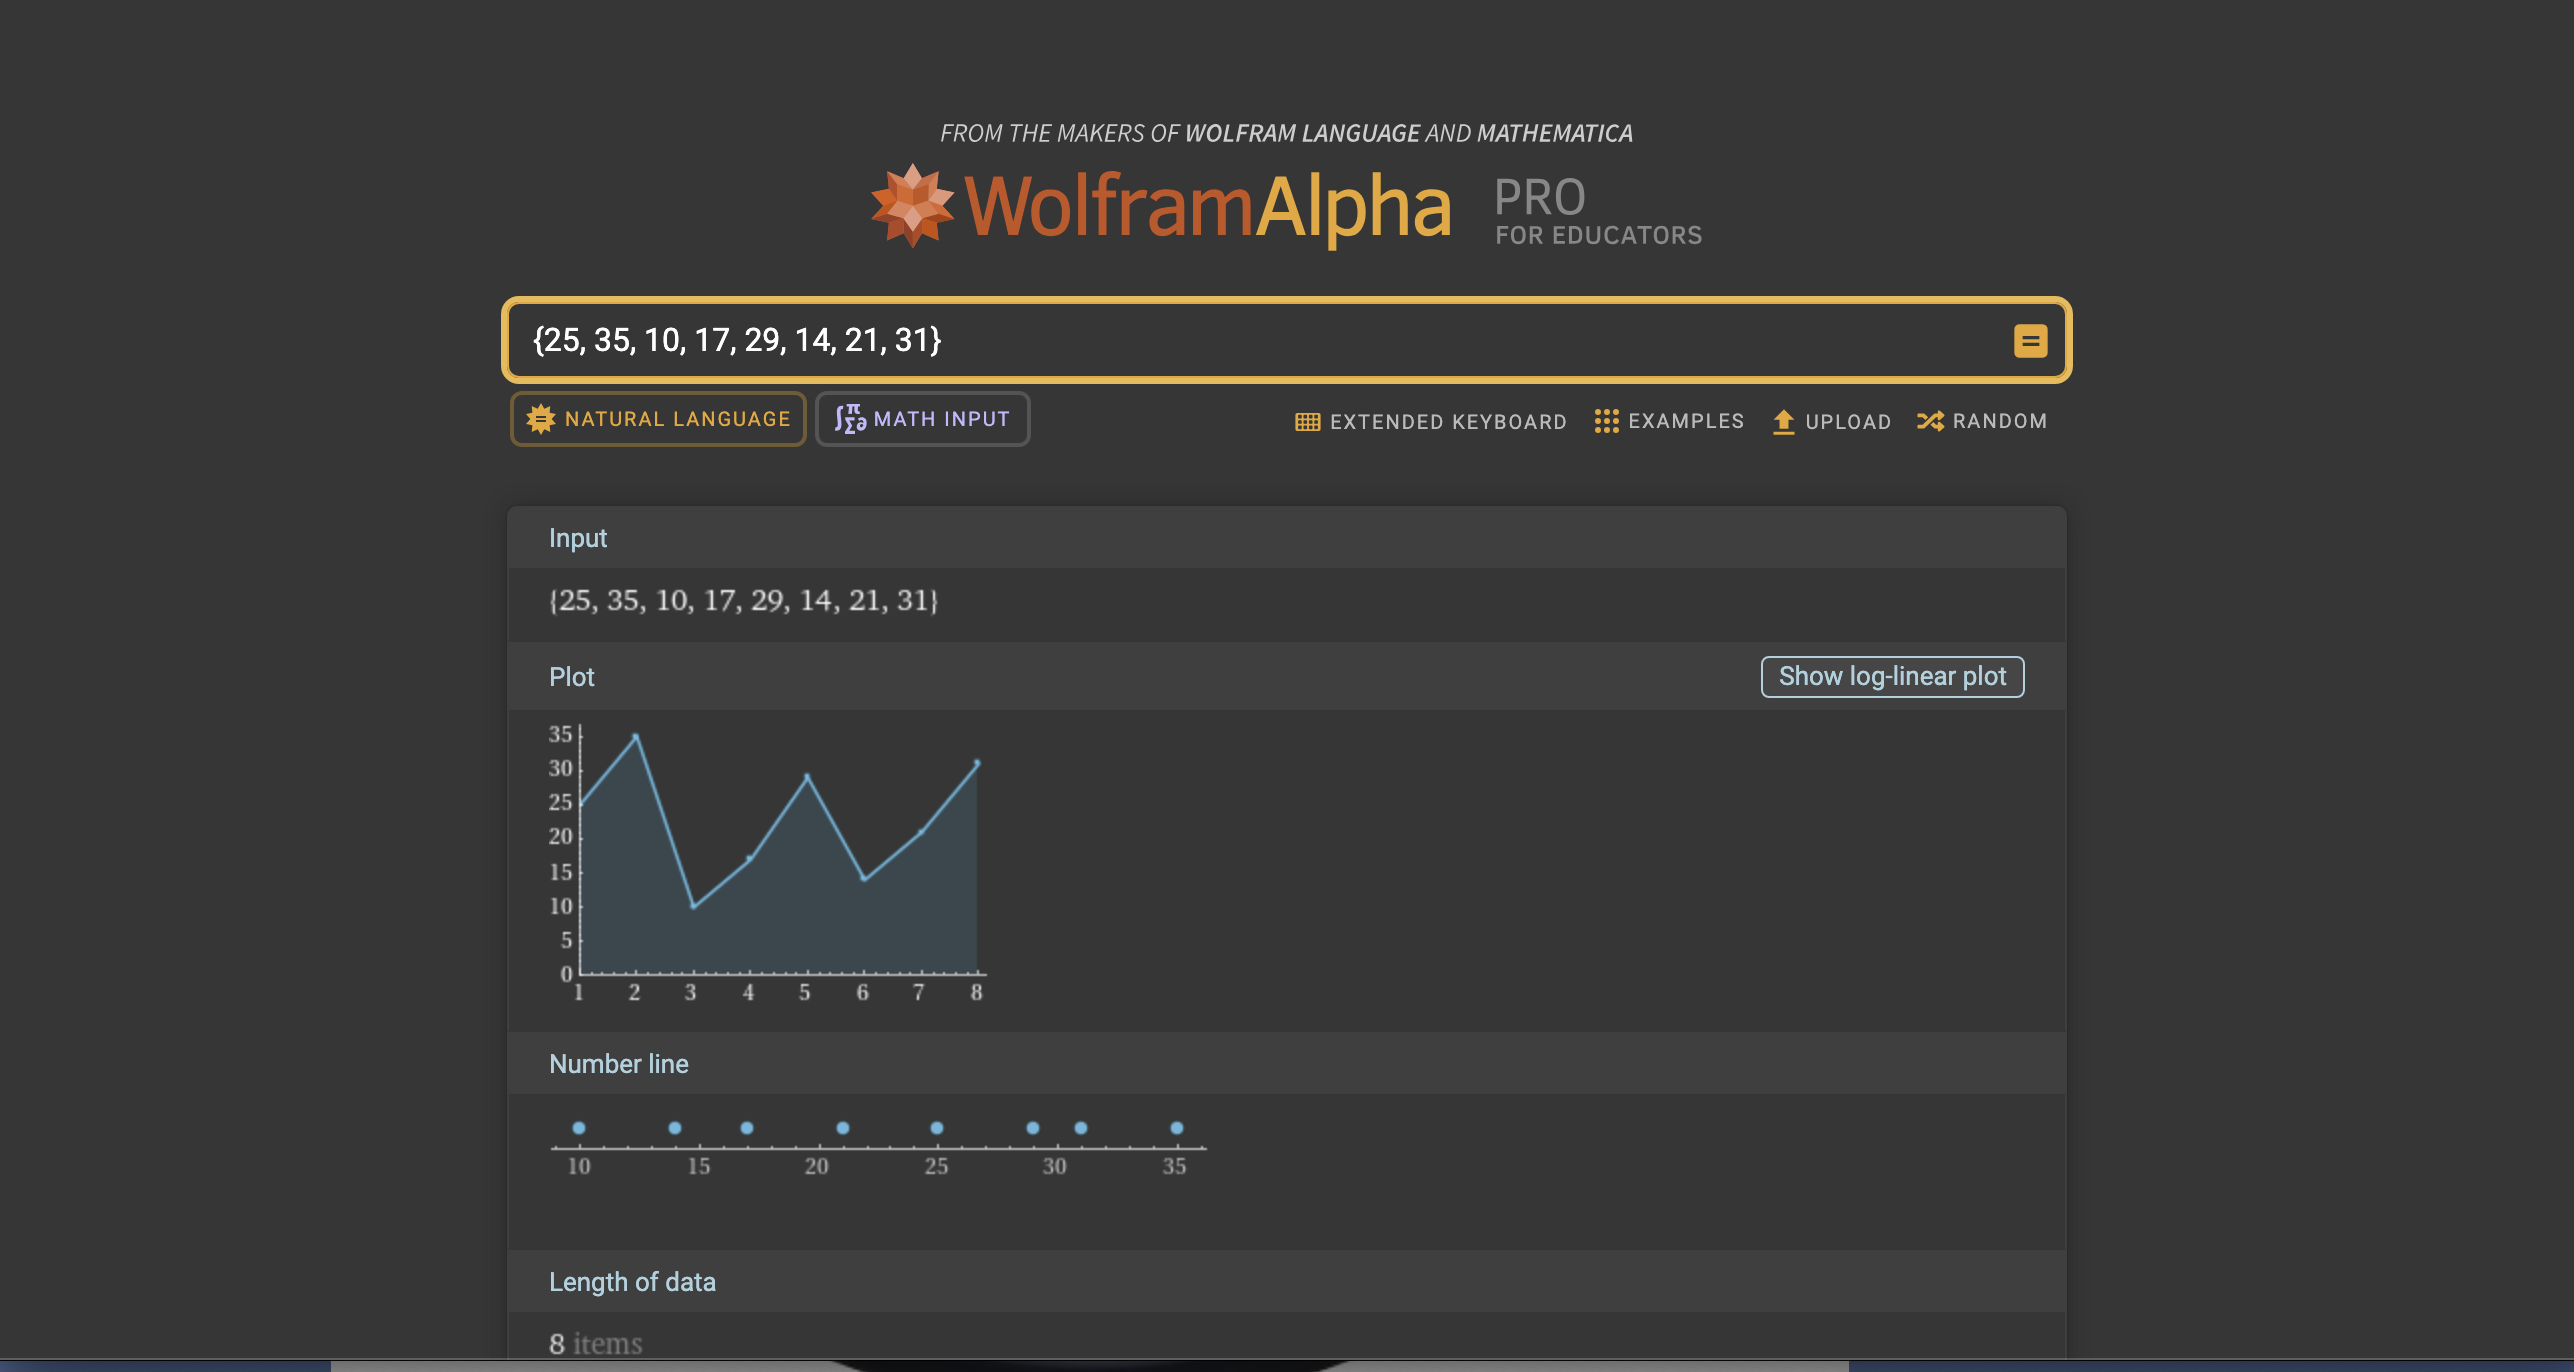 FROM THE MAKERS OF WOLFRAM LANGUAGE AND MATHEMATICA
WolframAlpha PRO
FOR EDUCATORS
{25, 35, 10, 17, 29, 14, 21, 31}
=
NATURAL LANGUAGE
∫π∑∂ MATH INPUT
EXTENDED KEYBOARD
EXAMPLES
UPLOAD
RANDOM
Input
{25, 35, 10, 17, 29, 14, 21, 31}
Plot
Show log-linear plot
35
30
25
20
15
10
5
0
1 2 3 4 5 6 7 8
Number line
10 15 20 25 30 35
Length of data
8 items